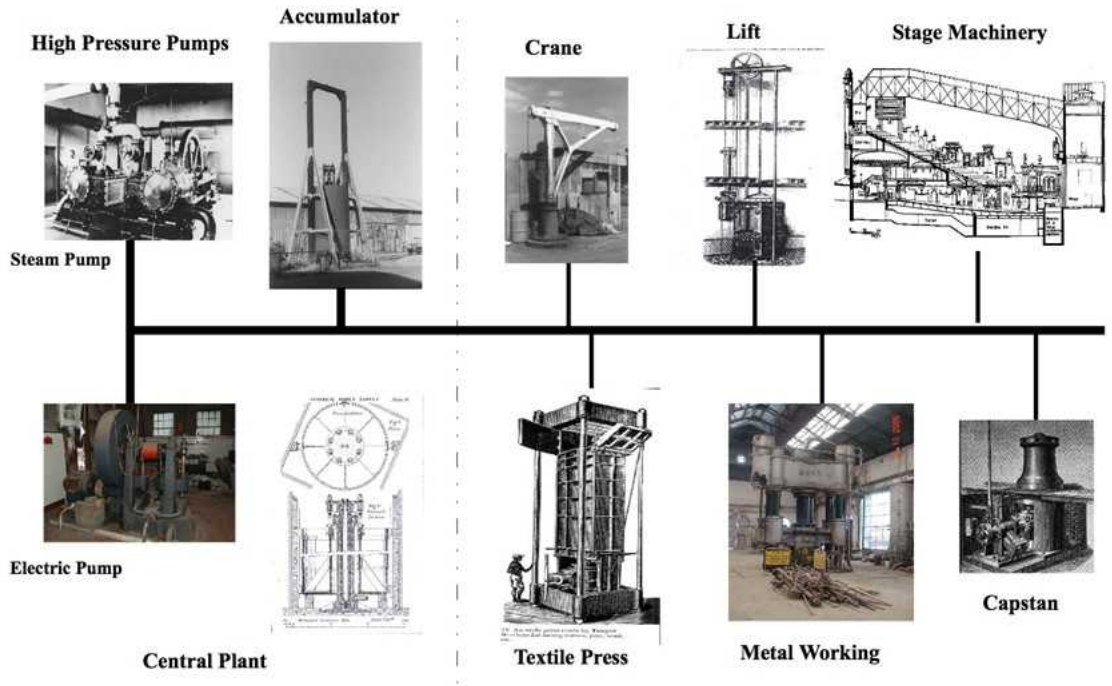 Accumulator
High Pressure Pumps
Crane
Lift
Stage Machinery
Steam Pump
Electric Pump
Central Plant
Textile Press
Metal Working
Capstan